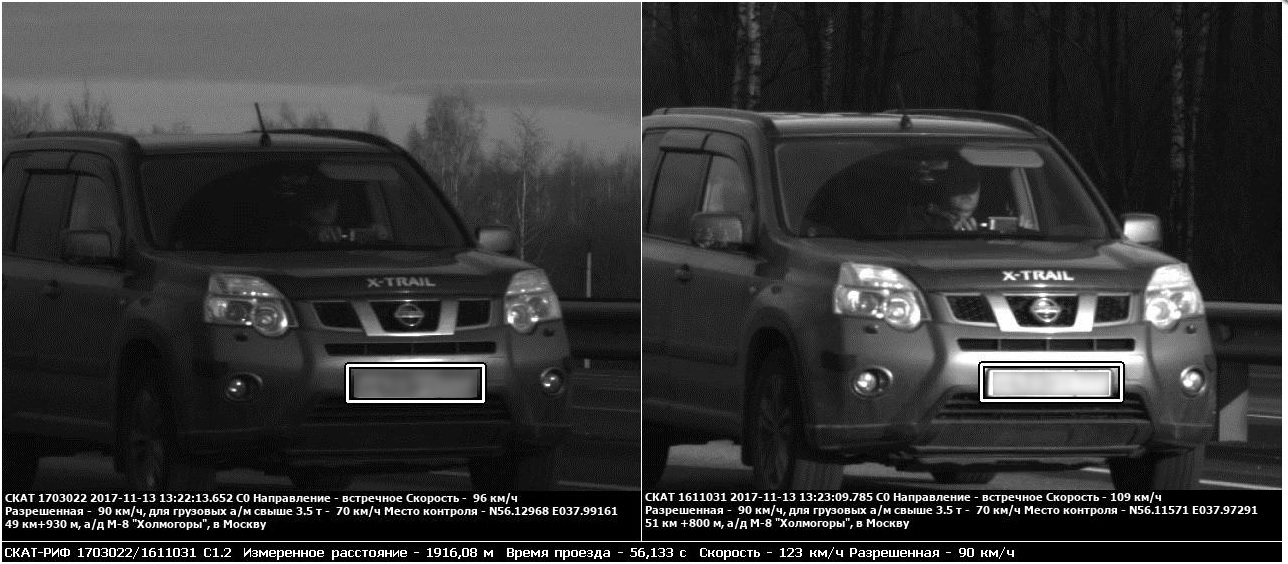 X-TRAIL
СКАТ 1703022 2017-11-13 13:22:13.652 C0 Направление - встречное Скорость -  96 км/ч
Разрешенная -  90 км/ч, для грузовых а/м свыше 3.5 т -  70 км/ч Место контроля - N56.12968 E037.99161
49 км+930 м, а/д М-8 "Холмогоры", в Москву
X-TRAIL
СКАТ 1611031 2017-11-13 13:23:09.785 C0 Направление - встречное Скорость - 109 км/ч
Разрешенная -  90 км/ч, для грузовых а/м свыше 3.5 т -  70 км/ч Место контроля - N56.11571 E037.97291
51 км +800 м, а/д М-8 "Холмогоры", в Москву
СКАТ-РИФ 1703022/1611031 C1.2  Измеренное расстояние - 1916,08 м  Время проезда - 56,133 с  Скорость - 123 км/ч Разрешенная - 90 км/ч